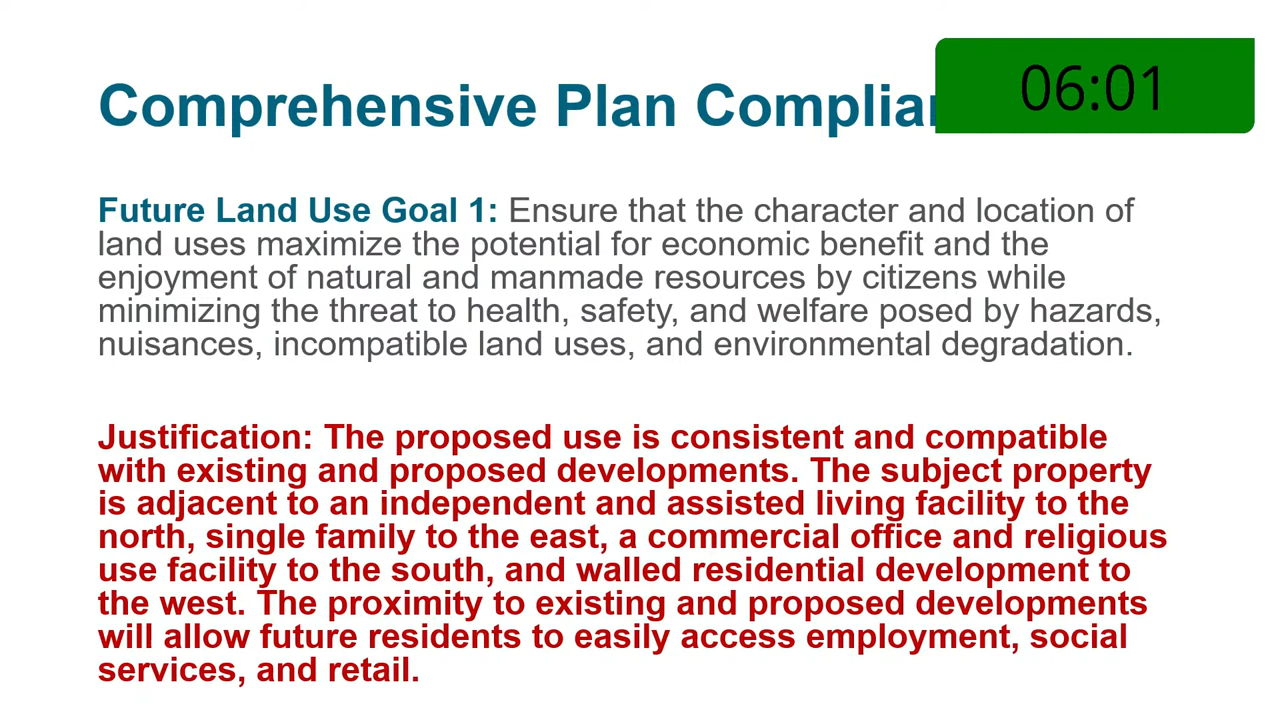 Comprehensive Plan
06:01
Future Land Use Goal 1: Ensure that the character and location of
land uses maximize the potential for economic benefit and the
enjoyment of natural and manmade resources by citizens while
minimizing the threat to health, safety, and welfare posed by hazards,
nuisances, incompatible land uses, and environmental degradation.
Justification: The proposed use is consistent and compatible
with existing and proposed developments. The subject property
is adjacent to an independent and assisted living facility to the
north, single family to the east, a commercial office and religious
use facility to the south, and walled residential development to
the west. The proximity to existing and proposed developments
will allow future residents to easily access employment, social
services, and retail.